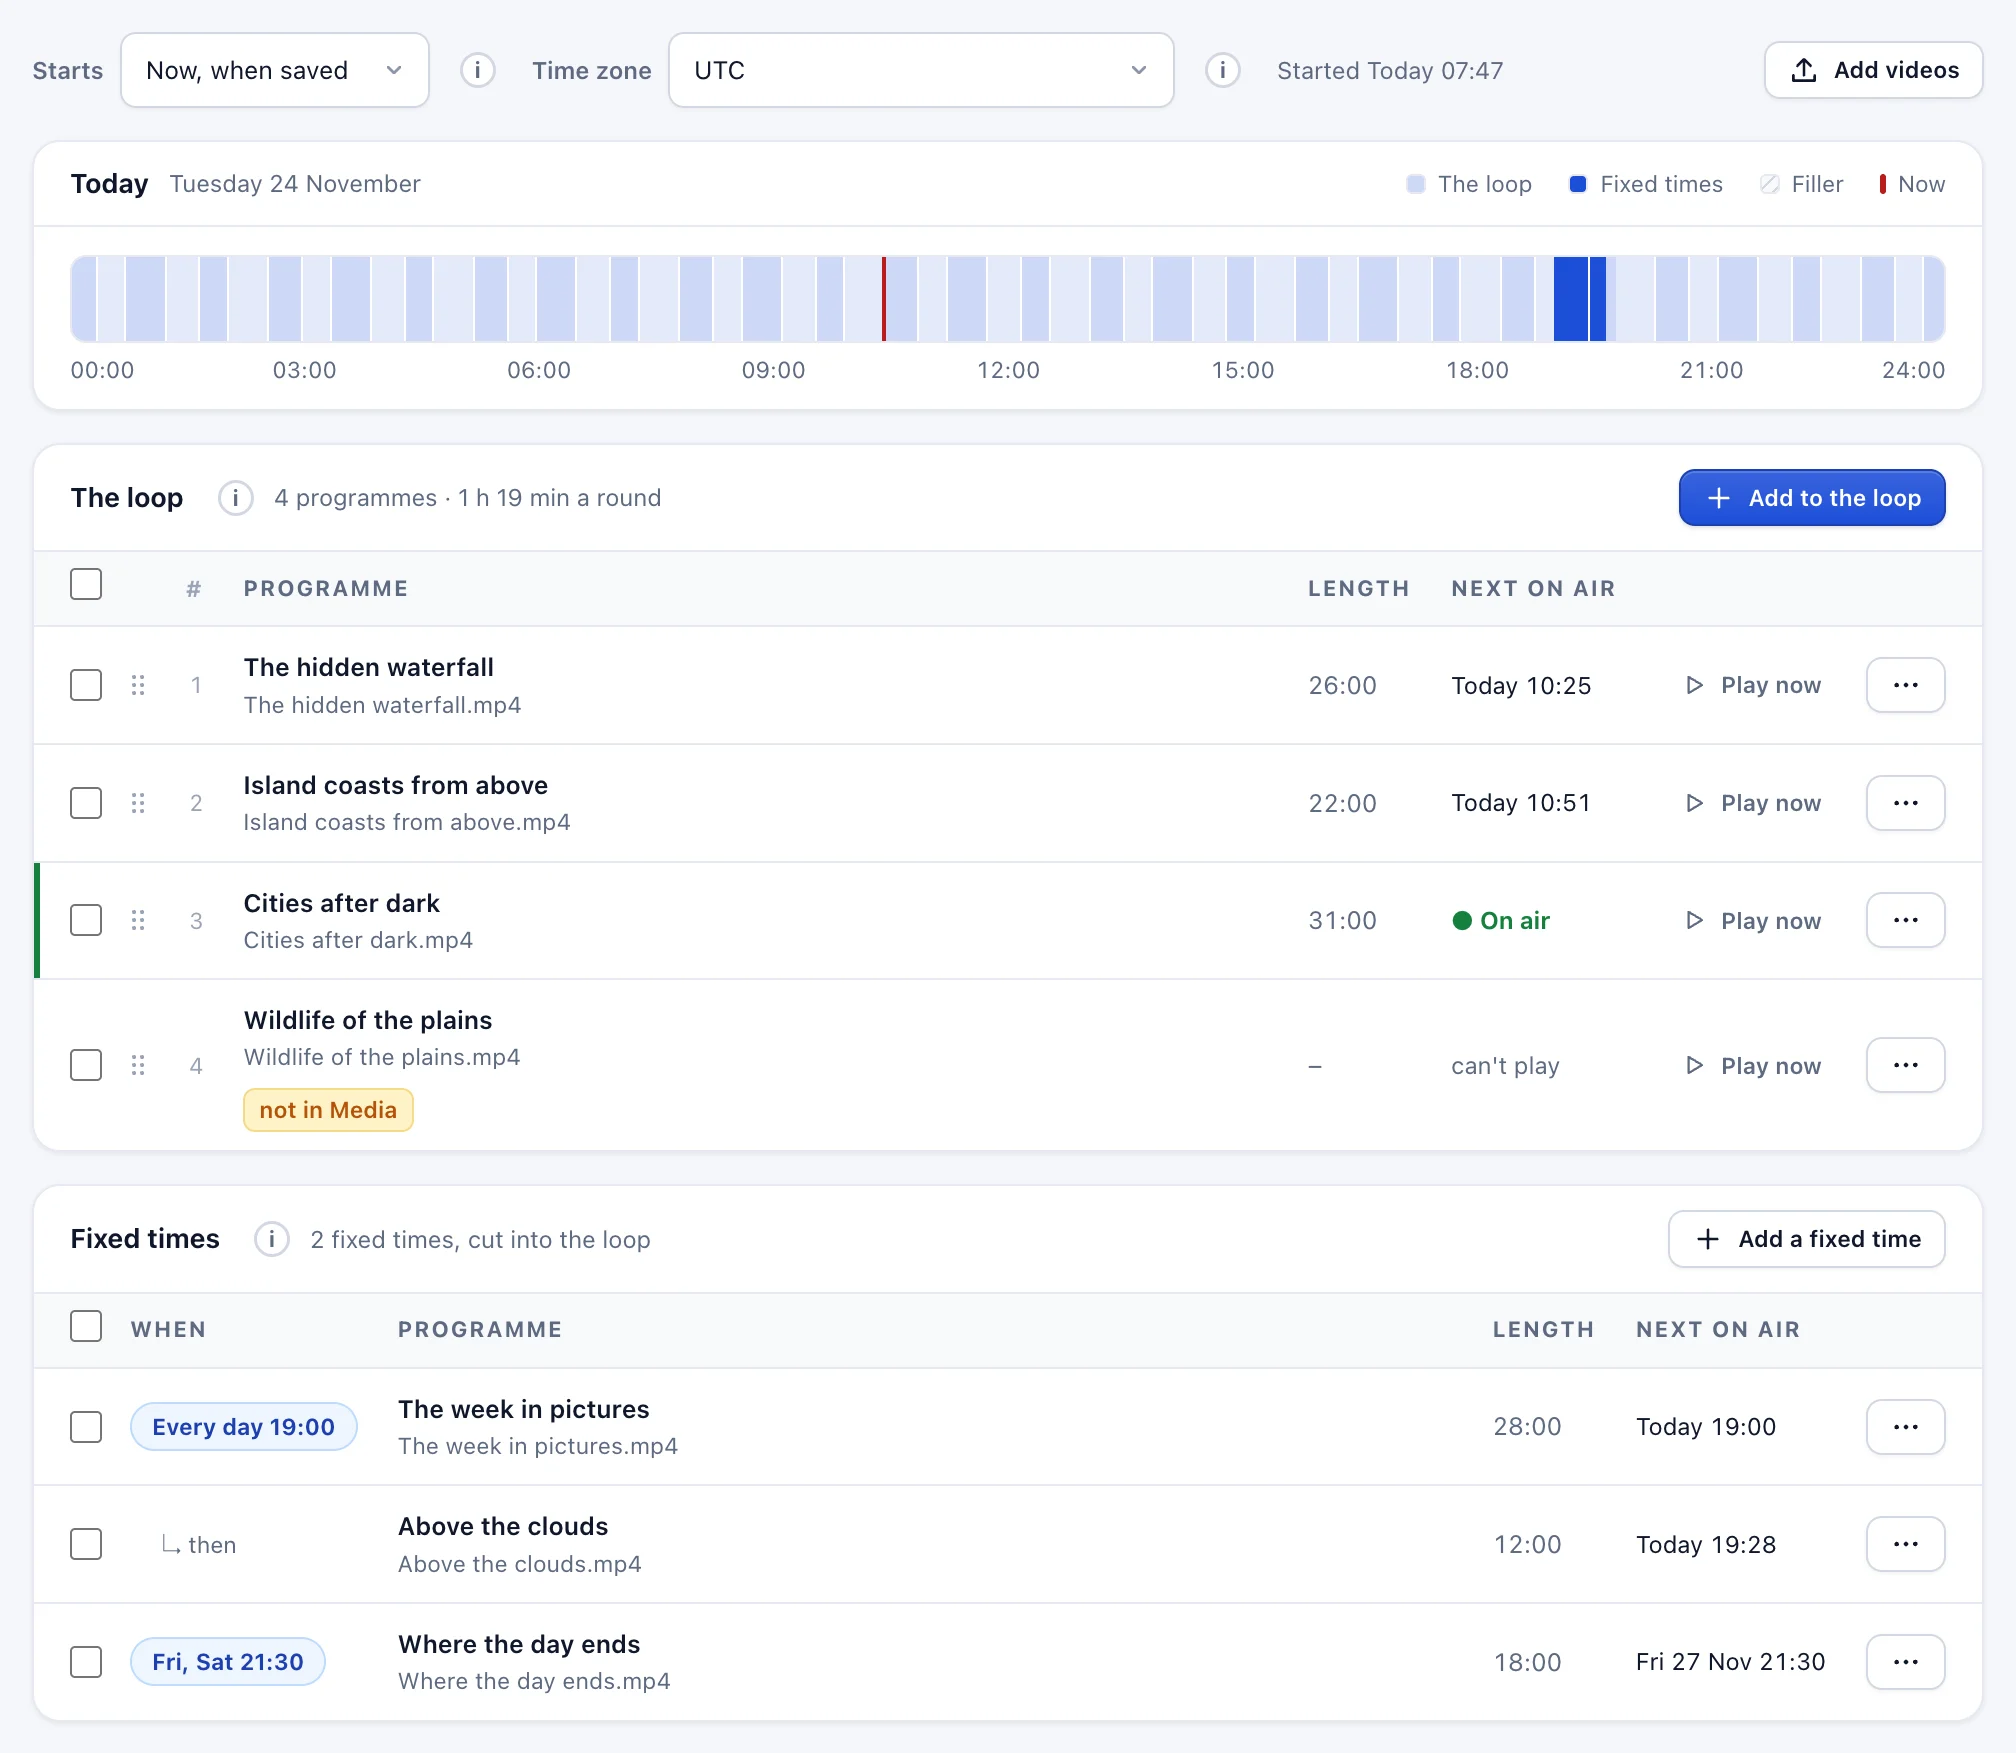 Starts Now, when saved i Time zone UTC i Started Today 07:47 Add videos
Today Tuesday 24 November The loop Fixed times Filler Now
00:00 03:00 06:00 09:00 12:00 15:00 18:00 21:00 24:00
The loop i 4 programmes · 1 h 19 min a round + Add to the loop
# PROGRAMME LENGTH NEXT ON AIR
1 The hidden waterfall 26:00 Today 10:25 Play now ...
The hidden waterfall.mp4
2 Island coasts from above 22:00 Today 10:51 Play now ...
Island coasts from above.mp4
3 Cities after dark 31:00 On air Play now ...
Cities after dark.mp4
4 Wildlife of the plains – can't play Play now ...
Wildlife of the plains.mp4
not in Media
Fixed times i 2 fixed times, cut into the loop + Add a fixed time
WHEN PROGRAMME LENGTH NEXT ON AIR
Every day 19:00 The week in pictures 28:00 Today 19:00 ...
The week in pictures.mp4
then Above the clouds 12:00 Today 19:28 ...
Above the clouds.mp4
Fri, Sat 21:30 Where the day ends 18:00 Fri 27 Nov 21:30 ...
Where the day ends.mp4